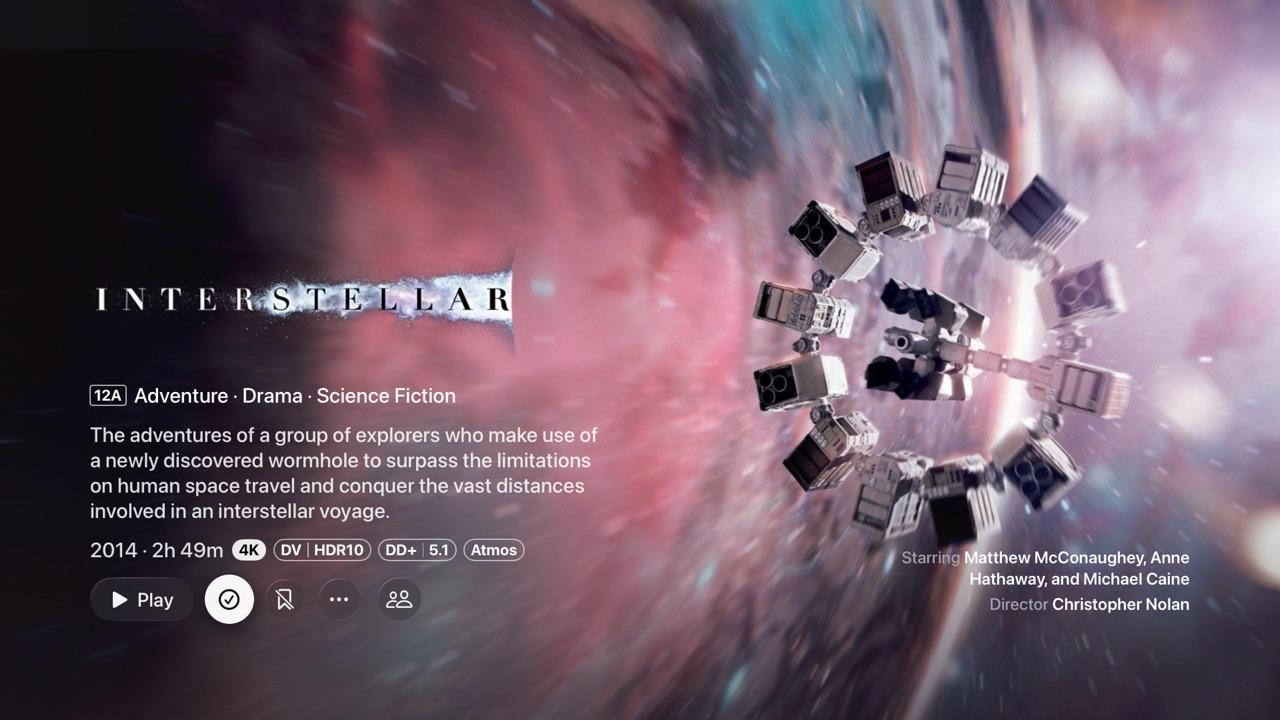 INTERSTELLAR
12A Adventure · Drama · Science Fiction
The adventures of a group of explorers who make use of
a newly discovered wormhole to surpass the limitations
on human space travel and conquer the vast distances
involved in an interstellar voyage.
2014 · 2h 49m 4K DV | HDR10 DD+ | 5.1 Atmos
Play
Starring Matthew McConaughey, Anne
Hathaway, and Michael Caine
Director Christopher Nolan